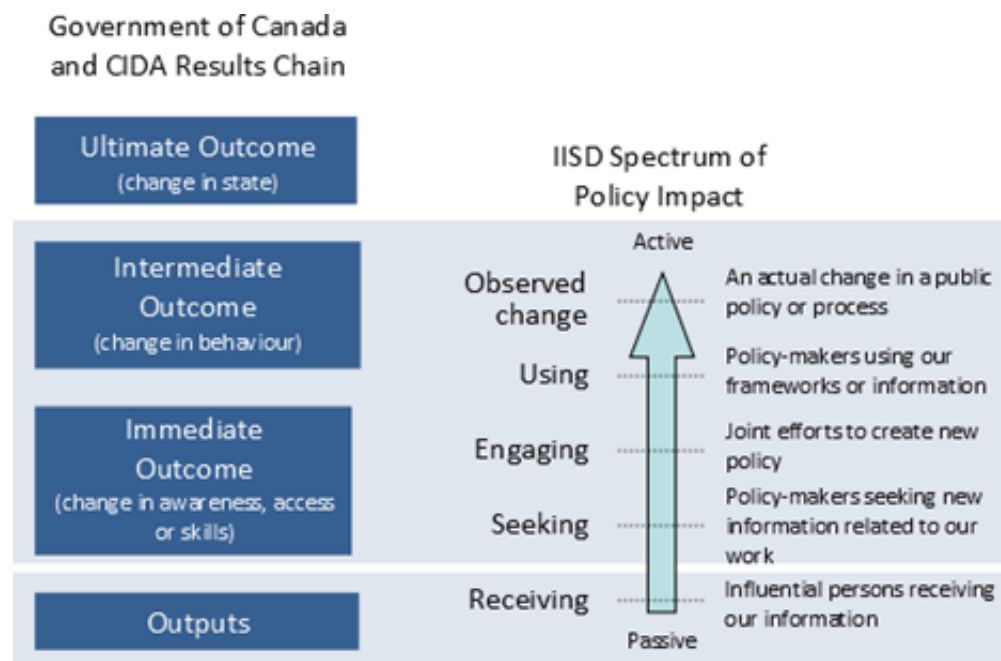 Government of Canada
and CIDA Results Chain
Ultimate Outcome
(change in state)
IISD Spectrum of
Policy Impact
Intermediate
Outcome
(change in behaviour)
Immediate
Outcome
(change in awareness, access
or skills)
Outputs
Active
Observed
change
An actual change in a public
policy or process
Using
Policy-makers using our
frameworks or information
Engaging
Joint efforts to create new
policy
Seeking
Policy-makers seeking new
information related to our
work
Receiving
Influential persons receiving
our information
Passive